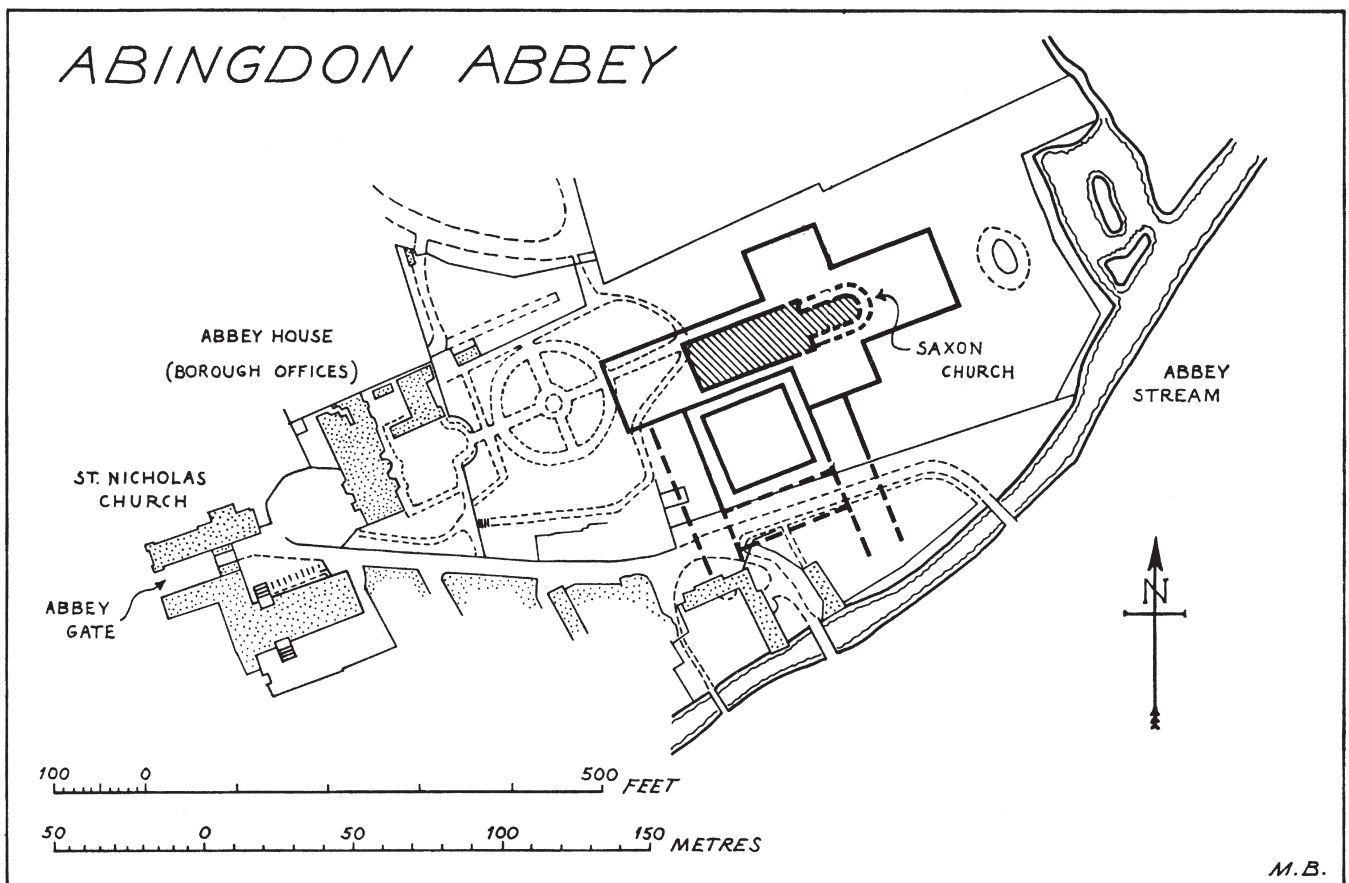 ABINGDON ABBEY
ABBEY HOUSE
(BOROUGH OFFICES)
SAXON
CHURCH
ABBEY
STREAM
ST. NICHOLAS
CHURCH
ABBEY
GATE
N
100 0 500 FEET
50 0 50 100 150 METRES
M.B.